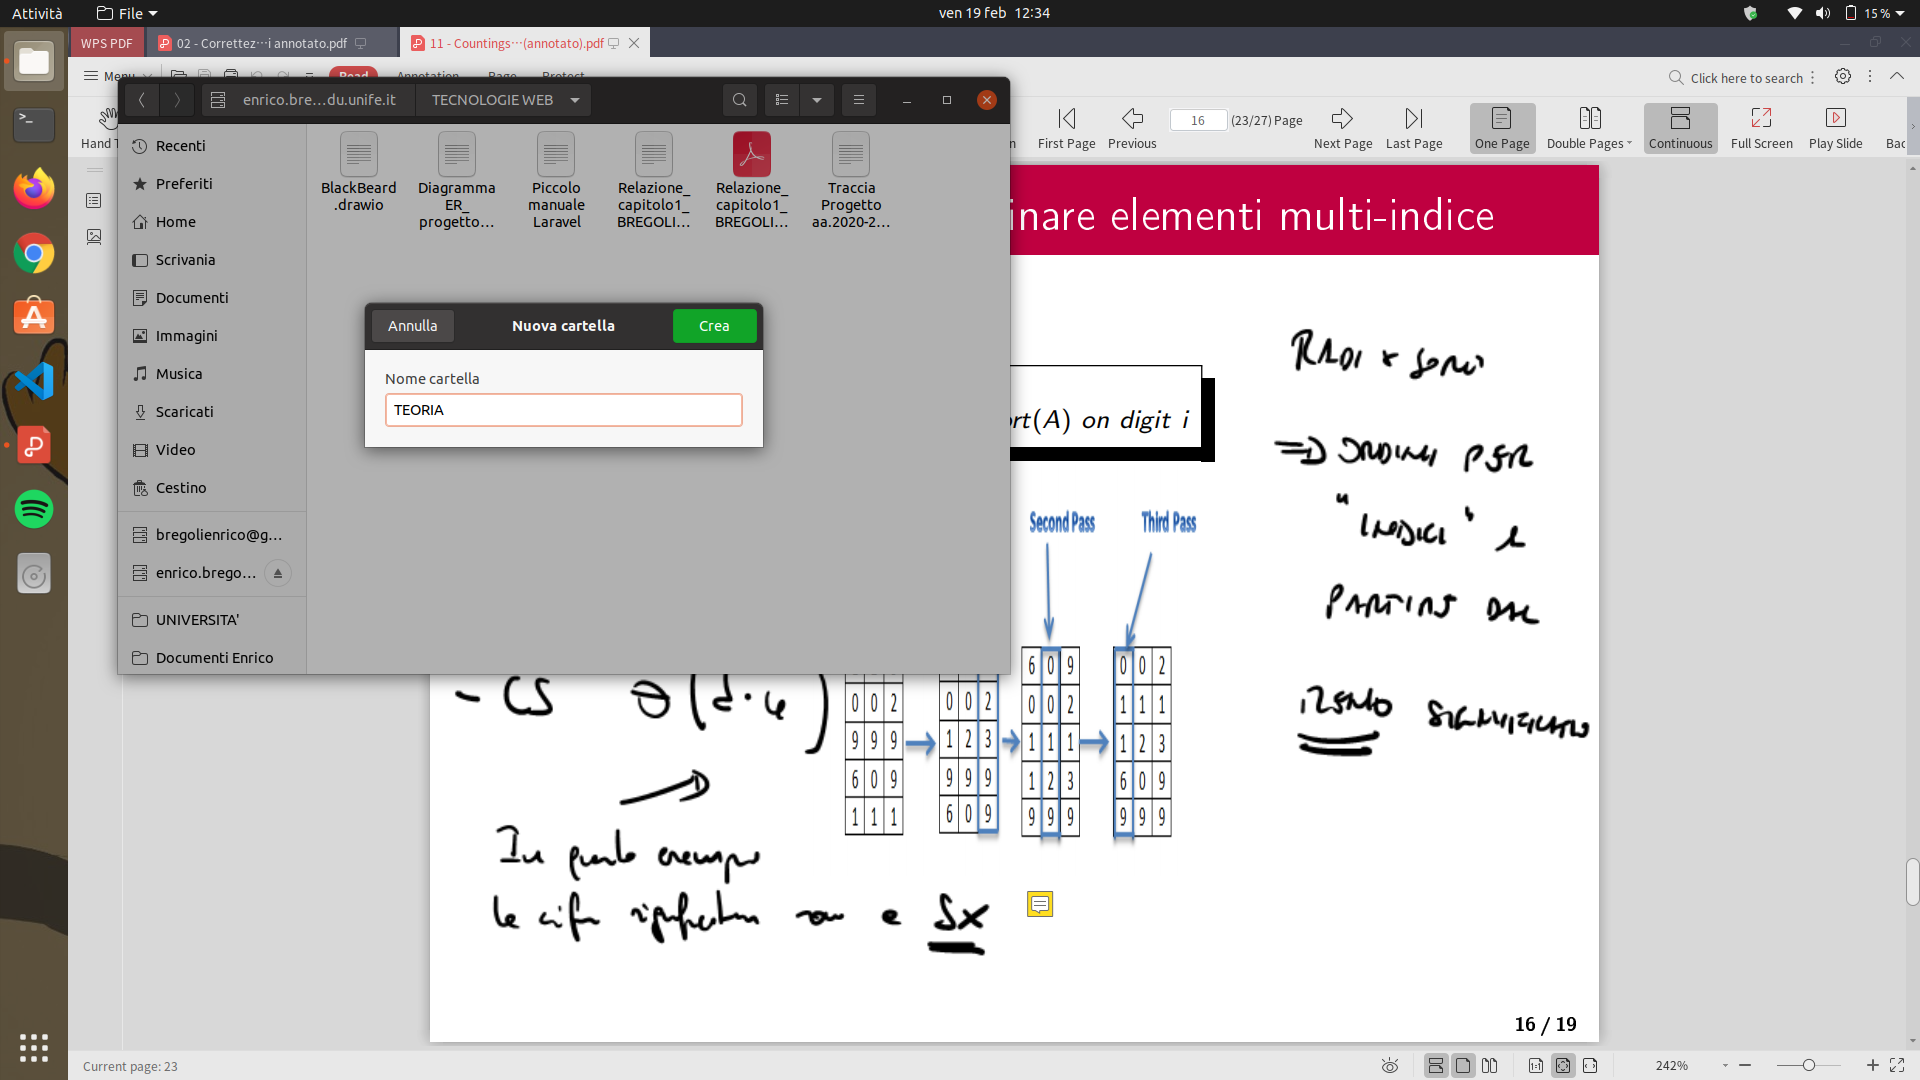 Attività
File
ven 19 feb 12:34
15 %
WPS PDF
02 - Correttez···i annotato.pdf
11 - Countings···(annotato).pdf
Menu
Read
Annotation
Page
Protect
Click here to search
enrico.bre…du.unife.it
TECNOLOGIE WEB
Hand T
16
(23/27) Page
First Page
Previous
Next Page
Last Page
One Page
Double Pages
Continuous
Full Screen
Play Slide
Bac
Recenti
Preferiti
Home
Scrivania
Documenti
Immagini
Musica
Scaricati
Video
Cestino
bregolienrico@g…
enrico.brego…
UNIVERSITA'
Documenti Enrico
BlackBeard
.drawio
Diagramma
ER_
progetto…
Piccolo
manuale
Laravel
Relazione_
capitolo1_
BREGOLI…
Relazione_
capitolo1_
BREGOLI…
Traccia
Progetto
aa.2020-2…
Annulla
Nuova cartella
Crea
Nome cartella
TEORIA
inare elementi multi-indice
ort(A) on digit i
Second Pass
Third Pass
⇒ ORDINI PER
"INDICI"
PARTIRE DAL
SIGNIFICATIVO
- CS Θ(
0 0 2
9 9 9
6 0 9
1 1 1
0 0 2
1 2 3
9 9 9
6 0 9
6 0 9
0 0 2
1 1 1
1 2 3
9 9 9
0 0 2
1 1 1
1 2 3
6 0 9
9 9 9
In questo esempio
le cifre significative sono a SX
16 / 19
Current page: 23
1:1
242%